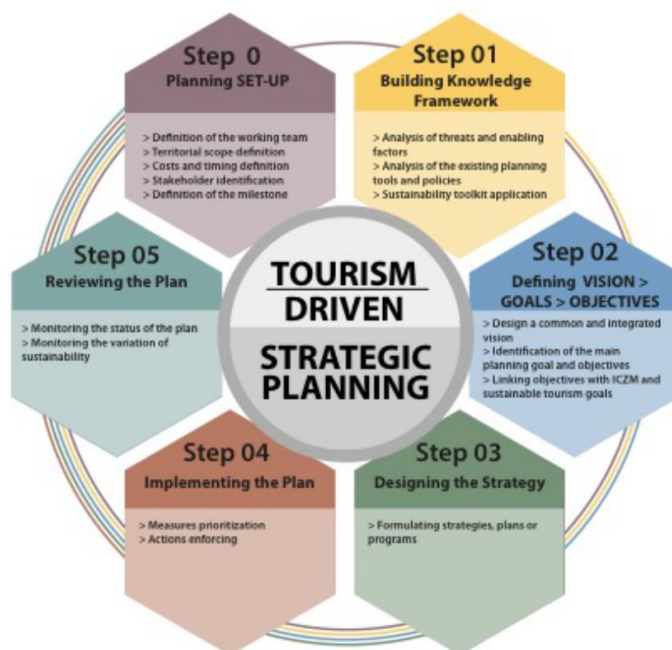 Step 0
Planning SET-UP
> Definition of the working team
> Territorial scope definition
> Costs and timing definition
> Stakeholder identification
> Definition of the milestone
Step 01
Building Knowledge
Framework
> Analysis of threats and enabling
factors
> Analysis of the existing planning
tools and policies
> Sustainability toolkit application
Step 02
Defining VISION >
GOALS > OBJECTIVES
> Design a common and integrated
vision
> Identification of the main
planning goal and objectives
> Linking objectives with ICZM and
sustainable tourism goals
Step 03
Designing the Strategy
> Formulating strategies, plans or
programs
Step 04
Implementing the Plan
> Measures prioritization
> Actions enforcing
Step 05
Reviewing the Plan
> Monitoring the status of the plan
> Monitoring the variation of
sustainability
TOURISM
DRIVEN
STRATEGIC
PLANNING